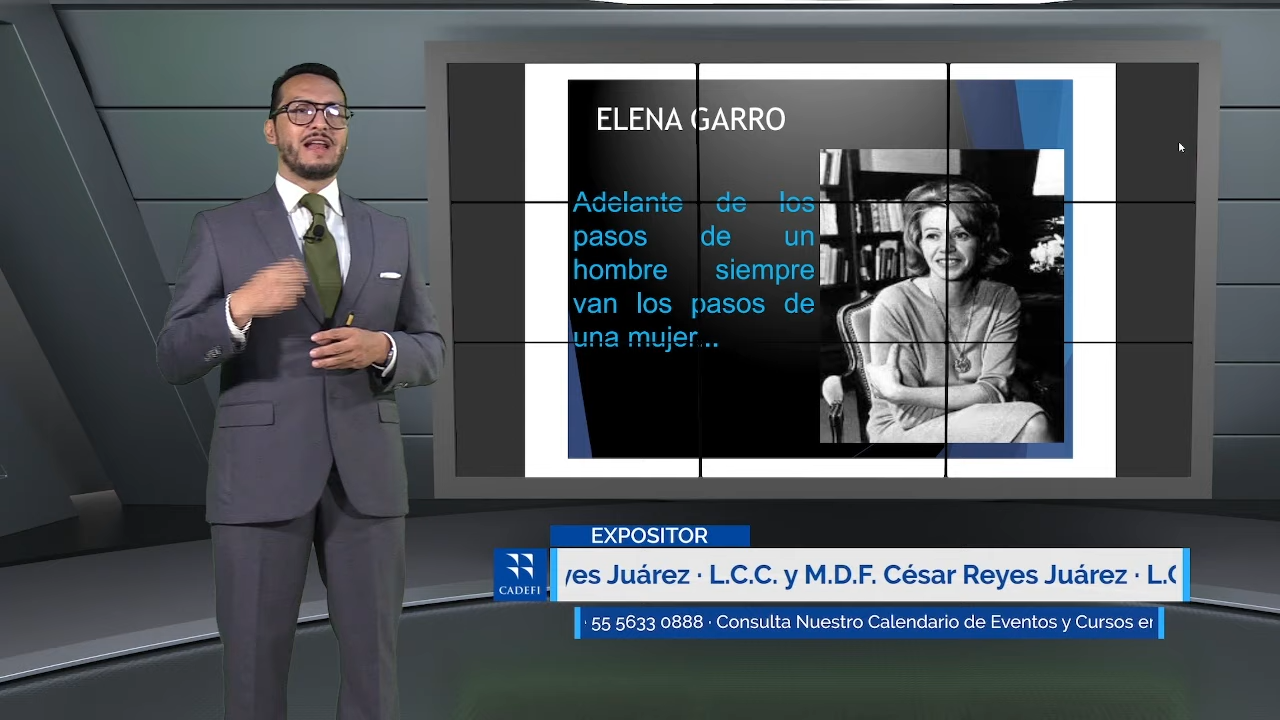 ELENA GARRO
Adelante de los
pasos de un
hombre siempre
van los pasos de
una mujer...
EXPOSITOR
CADEFI
yes Juárez · L.C.C. y M.D.F. César Reyes Juárez · L.C
· 55 5633 0888 · Consulta Nuestro Calendario de Eventos y Cursos en